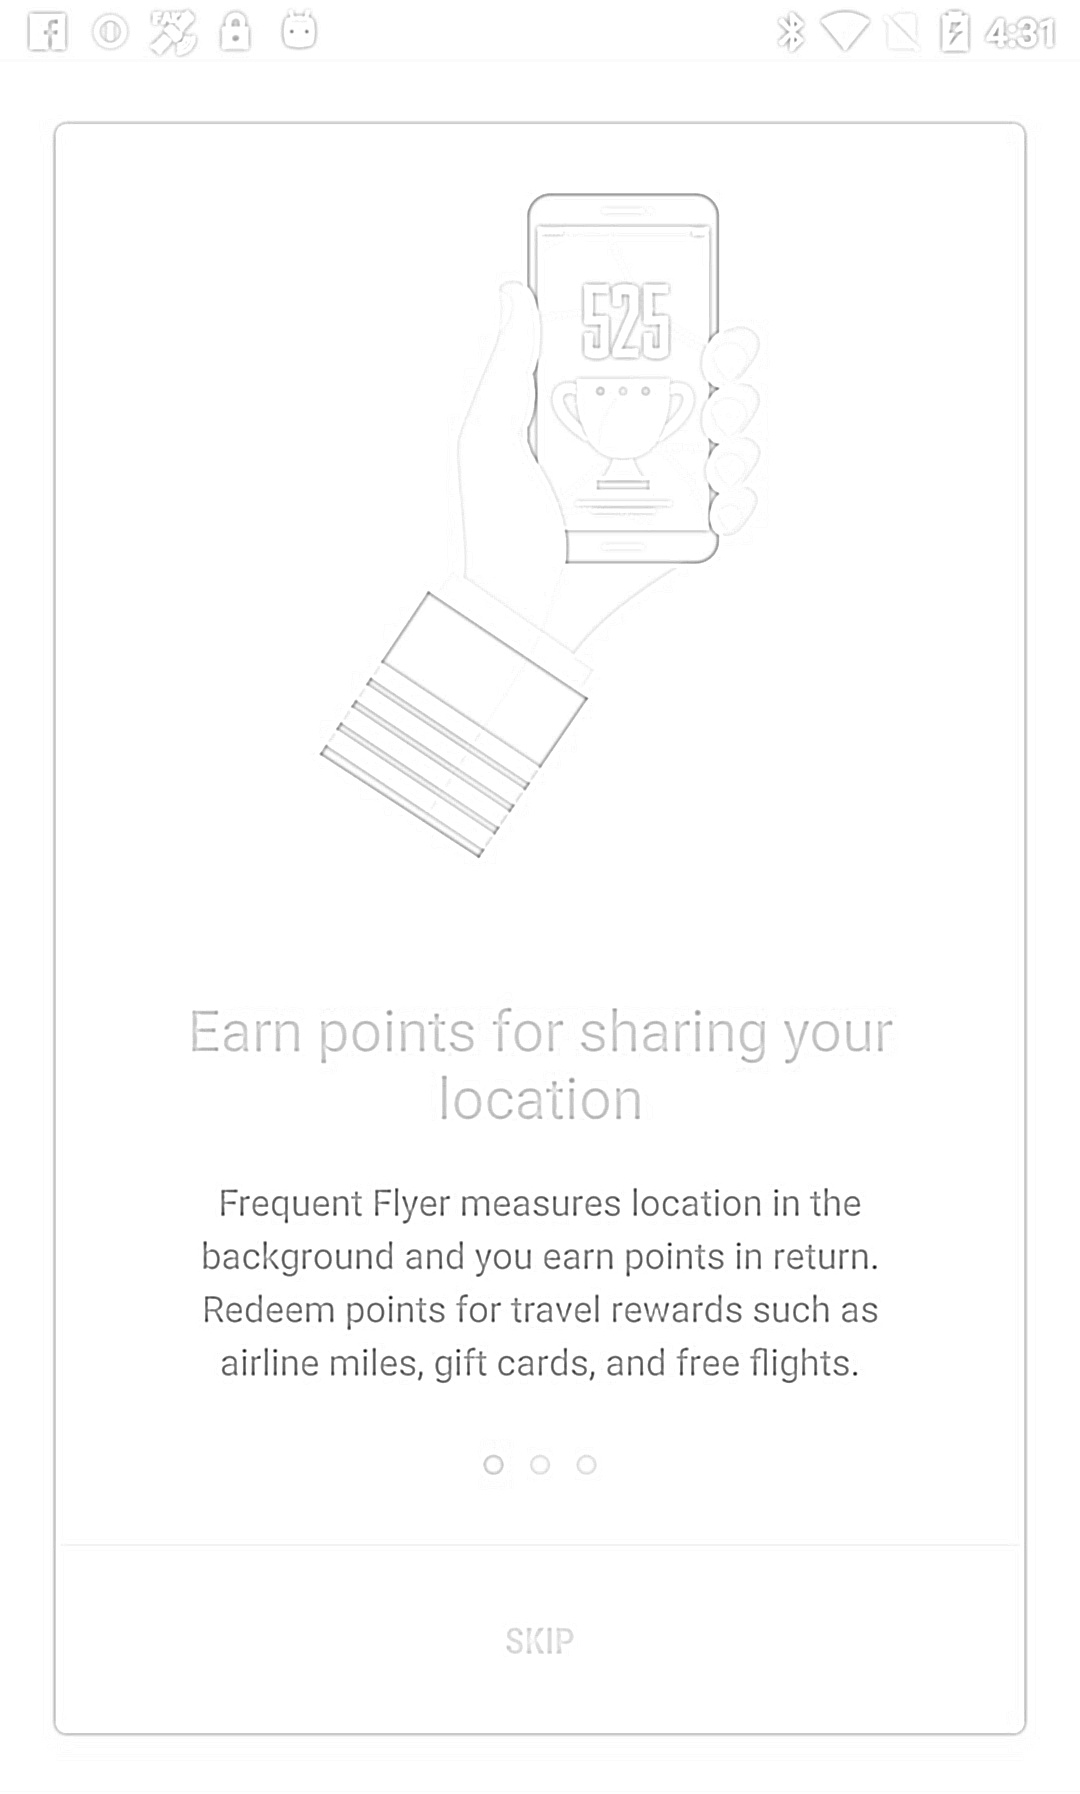 FAKE
4:31
525
Earn points for sharing your
location
Frequent Flyer measures location in the
background and you earn points in return.
Redeem points for travel rewards such as
airline miles, gift cards, and free flights.
SKIP